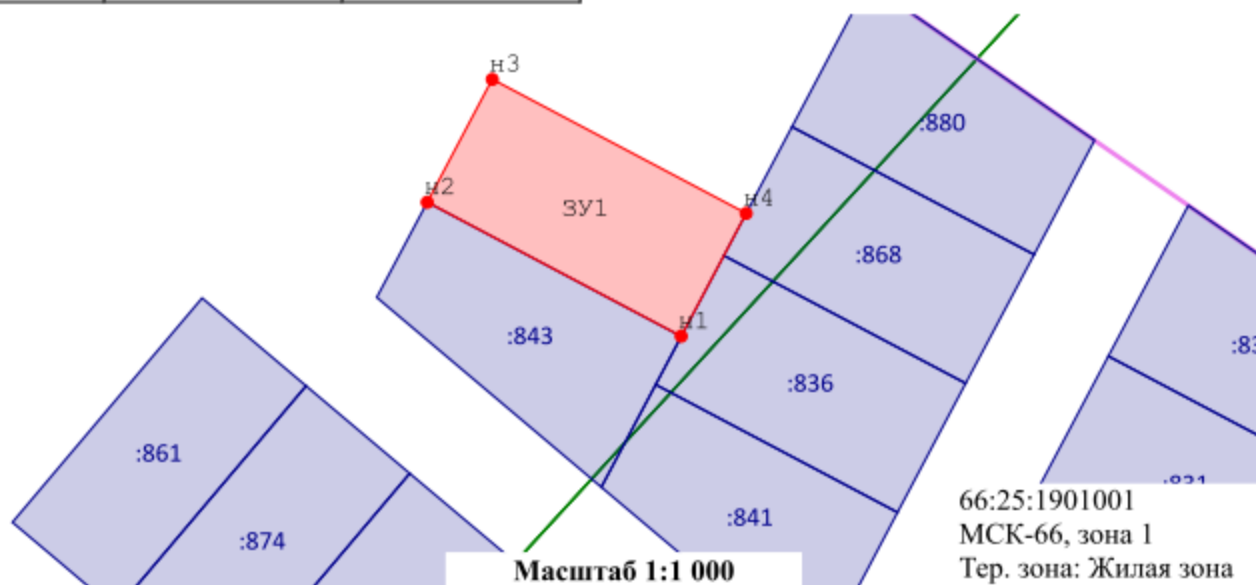 н3
:880
н2
н4
ЗУ1
:868
н1
:843
:836
:861
:841
:874
66:25:1901001
МСК-66, зона 1
Тер. зона: Жилая зона
Масштаб 1:1 000